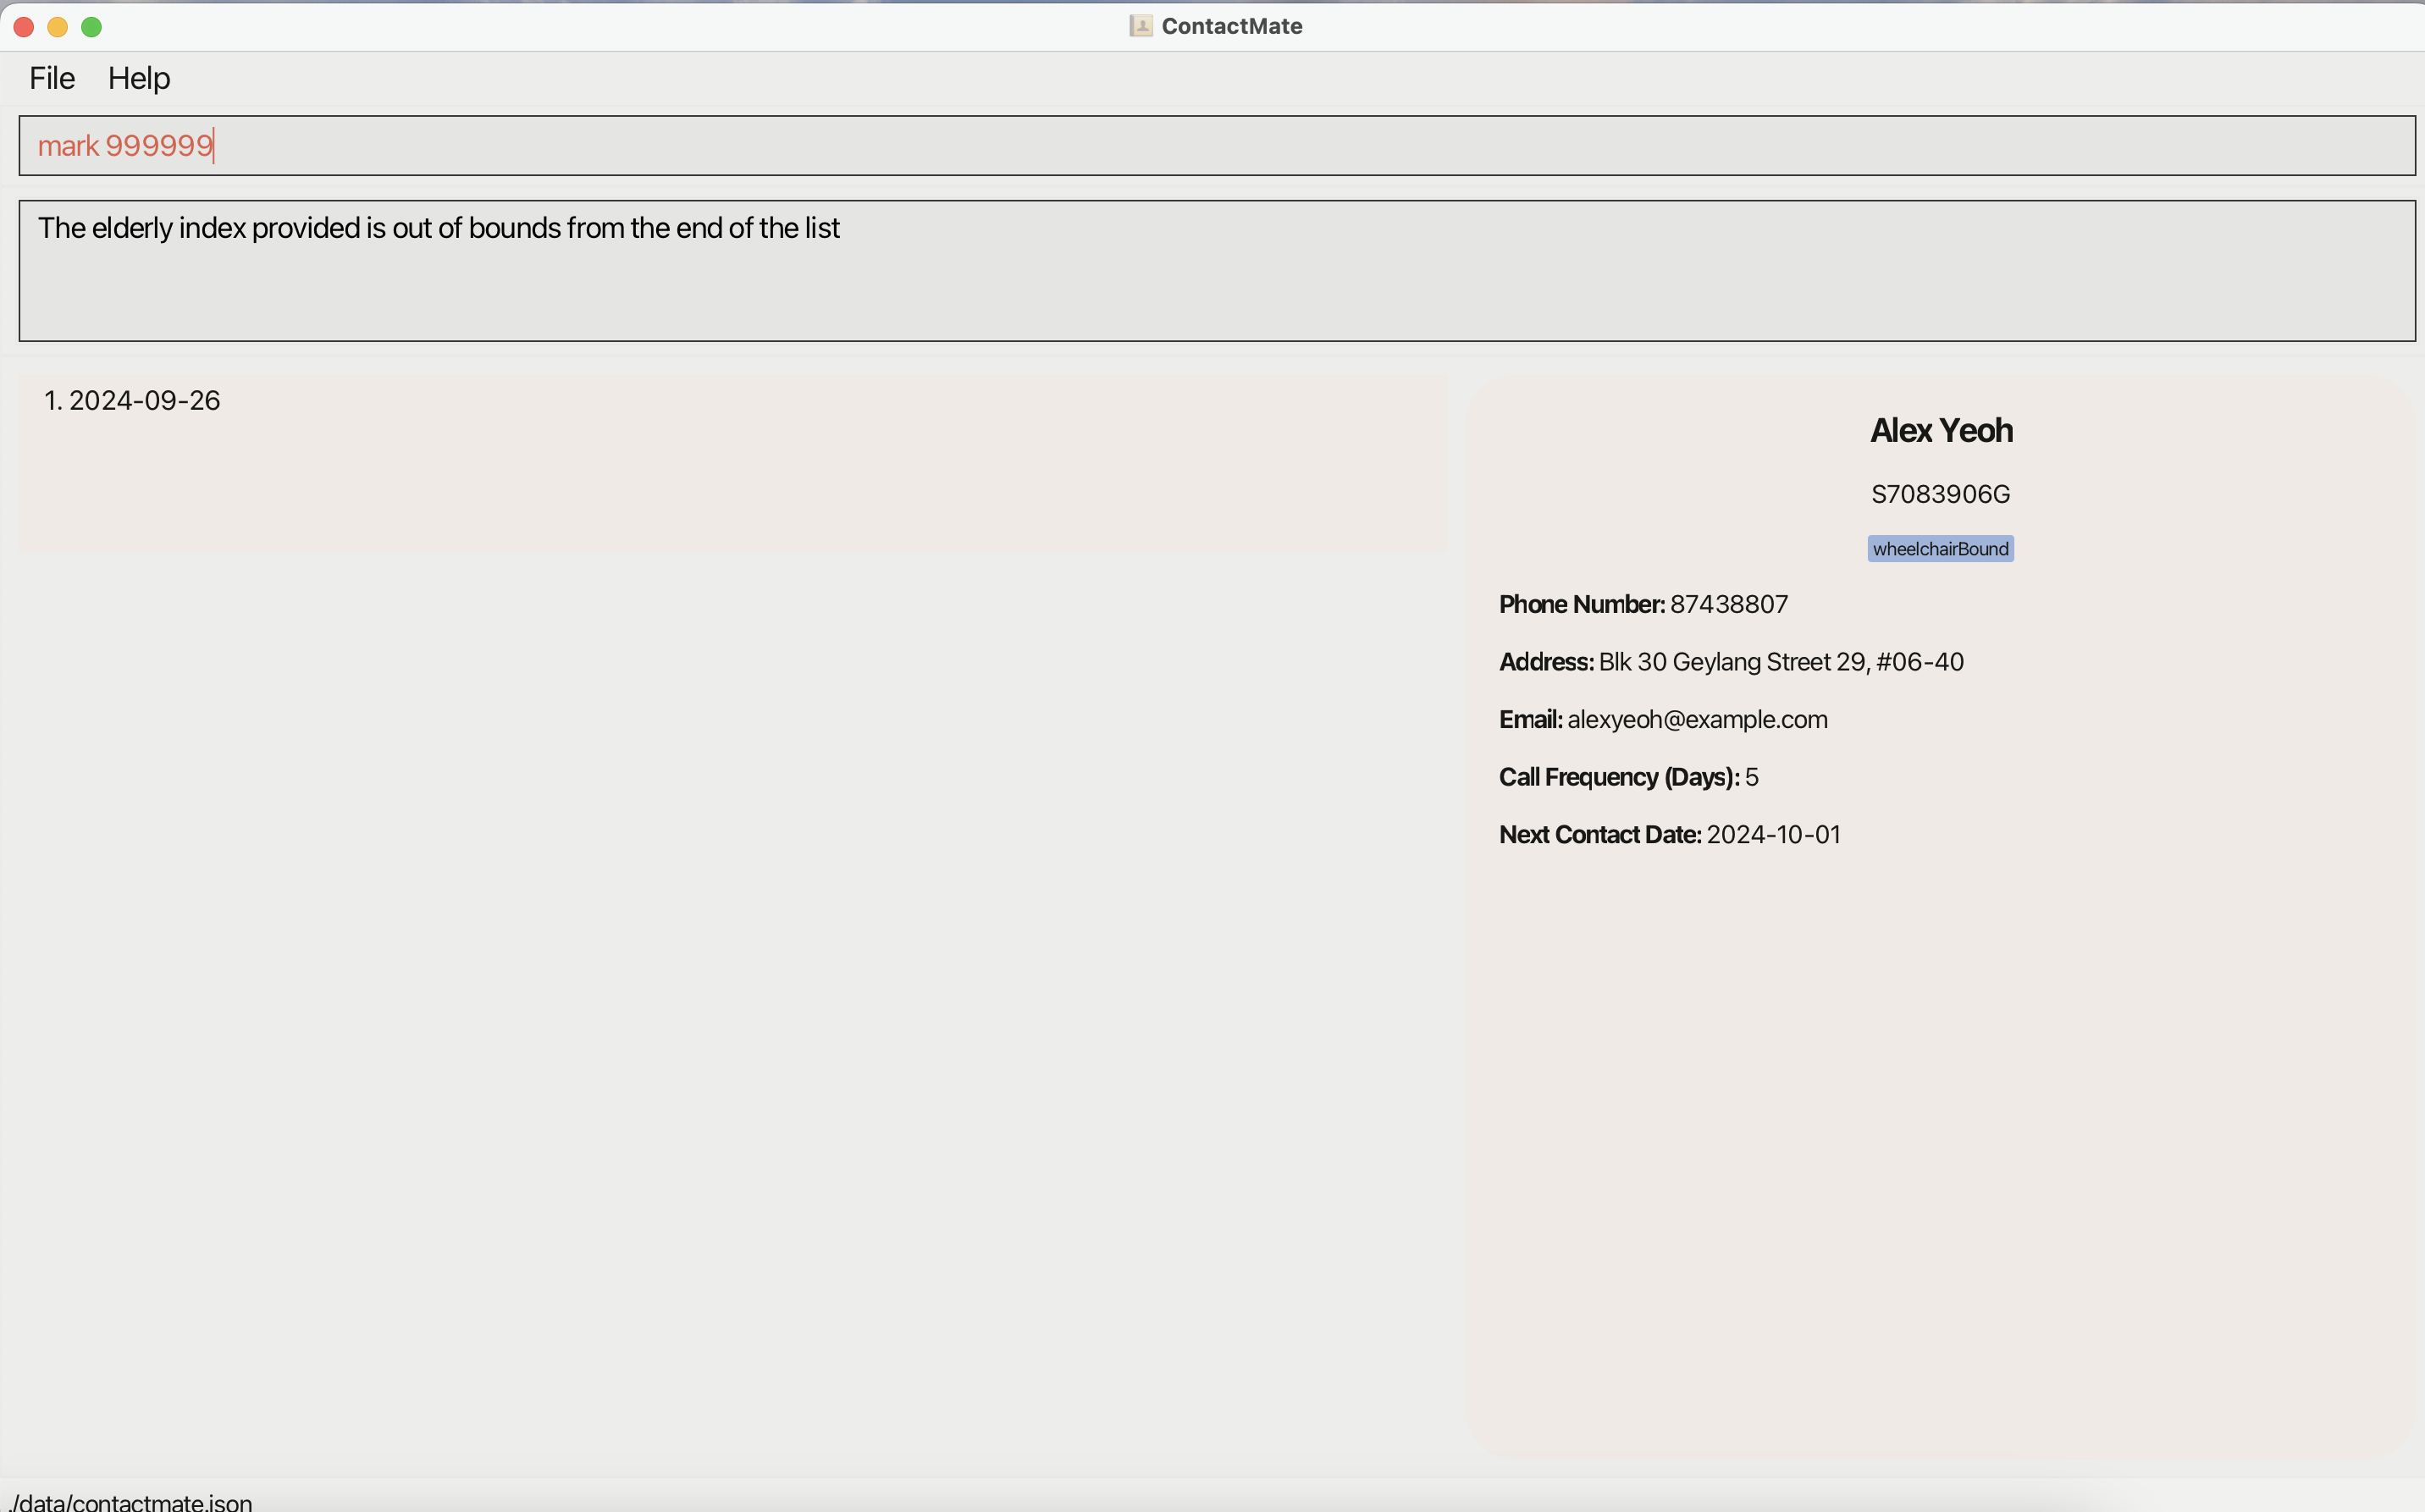 ContactMate
File Help
mark 999999
The elderly index provided is out of bounds from the end of the list
1. 2024-09-26
Alex Yeoh
S7083906G
wheelchairBound
Phone Number: 87438807
Address: Blk 30 Geylang Street 29, #06-40
Email: alexyeoh@example.com
Call Frequency (Days): 5
Next Contact Date: 2024-10-01
./data/contactmate.json